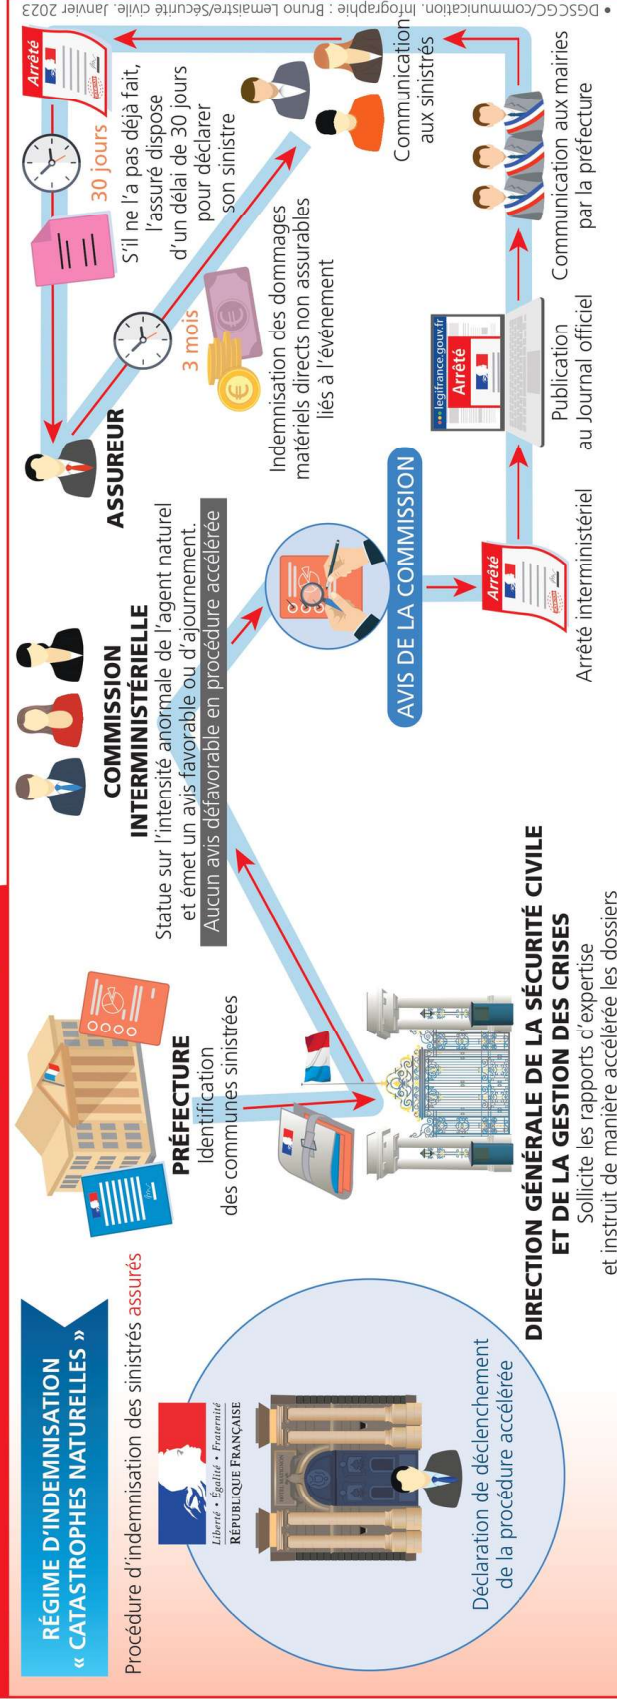 RÉGIME D'INDEMNISATION
« CATASTROPHES NATURELLES »
Procédure d'indemnisation des sinistrés assurés
Liberté • Égalité • Fraternité
RÉPUBLIQUE FRANÇAISE
Déclaration de déclenchement
de la procédure accélérée
PRÉFECTURE
Identification
des communes sinistrées
DIRECTION GÉNÉRALE DE LA SÉCURITÉ CIVILE
ET DE LA GESTION DES CRISES
Sollicite les rapports d'expertise
et instruit de manière accélérée les dossiers
COMMISSION
INTERMINISTÉRIELLE
Statue sur l'intensité anormale de l'agent naturel
et émet un avis favorable ou d'ajournement.
Aucun avis défavorable en procédure accélérée
AVIS DE LA COMMISSION
Arrêté
Arrêté interministériel
legifrance.gouv.fr
Arrêté
Publication
au Journal officiel
Communication aux mairies
par la préfecture
Communication
aux sinistrés
Arrêté
30 jours
S'il ne l'a pas déjà fait,
l'assuré dispose
d'un délai de 30 jours
pour déclarer
son sinistre
ASSUREUR
3 mois
Indemnisation des dommages
matériels directs non assurables
liés à l'événement
• DGSCGC/communication. Infographie : Bruno Lemaistre/Sécurité civile. Janvier 2023